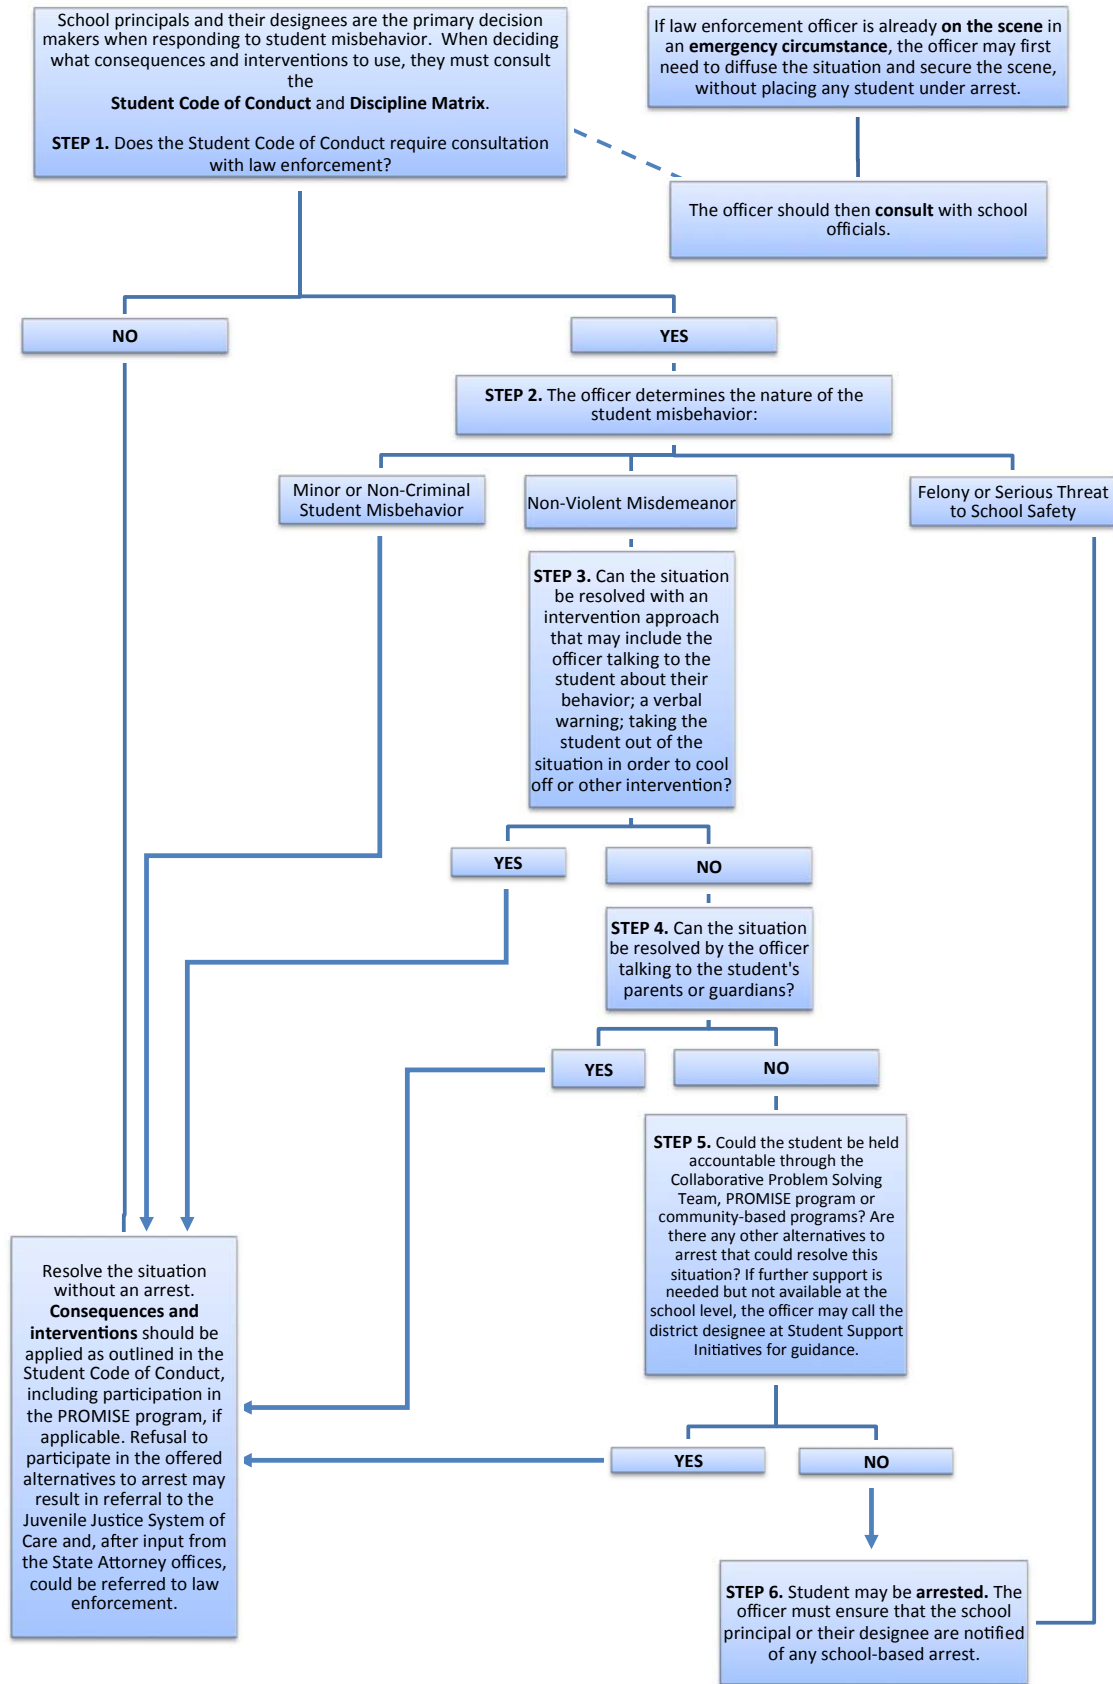 School principals and their designees are the primary decision
makers when responding to student misbehavior. When deciding
what consequences and interventions to use, they must consult
the
Student Code of Conduct and Discipline Matrix.
STEP 1. Does the Student Code of Conduct require consultation
with law enforcement?
If law enforcement officer is already on the scene in
an emergency circumstance, the officer may first
need to diffuse the situation and secure the scene,
without placing any student under arrest.
The officer should then consult with school
officials.
NO
YES
STEP 2. The officer determines the nature of the
student misbehavior:
Minor or Non-Criminal
Student Misbehavior
Non-Violent Misdemeanor
Felony or Serious Threat
to School Safety
STEP 3. Can the situation
be resolved with an
intervention approach
that may include the
officer talking to the
student about their
behavior; a verbal
warning; taking the
student out of the
situation in order to cool
off or other intervention?
YES
NO
STEP 4. Can the situation
be resolved by the officer
talking to the student's
parents or guardians?
YES
NO
STEP 5. Could the student be held
accountable through the
Collaborative Problem Solving
Team, PROMISE program or
community-based programs? Are
there any other alternatives to
arrest that could resolve this
situation? If further support is
needed but not available at the
school level, the officer may call the
district designee at Student Support
Initiatives for guidance.
YES
NO
Resolve the situation
without an arrest.
Consequences and
interventions should be
applied as outlined in the
Student Code of Conduct,
including participation in
the PROMISE program, if
applicable. Refusal to
participate in the offered
alternatives to arrest may
result in referral to the
Juvenile Justice System of
Care and, after input from
the State Attorney offices,
could be referred to law
enforcement.
STEP 6. Student may be arrested. The
officer must ensure that the school
principal or their designee are notified
of any school-based arrest.